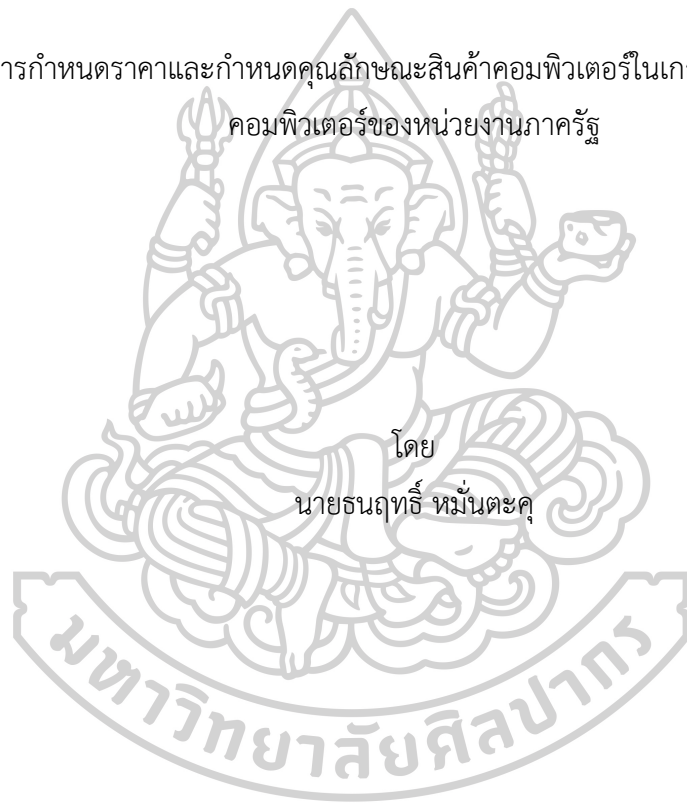 ารกำหนดราคาและกำหนดคุณลักษณะสินค้าคอมพิวเตอร์ในเก
คอมพิวเตอร์ของหน่วยงานภาครัฐ
โดย
นายธนฤทธิ์ หมั่นตะคุ
มหาวิทยาลัยศิลปากร